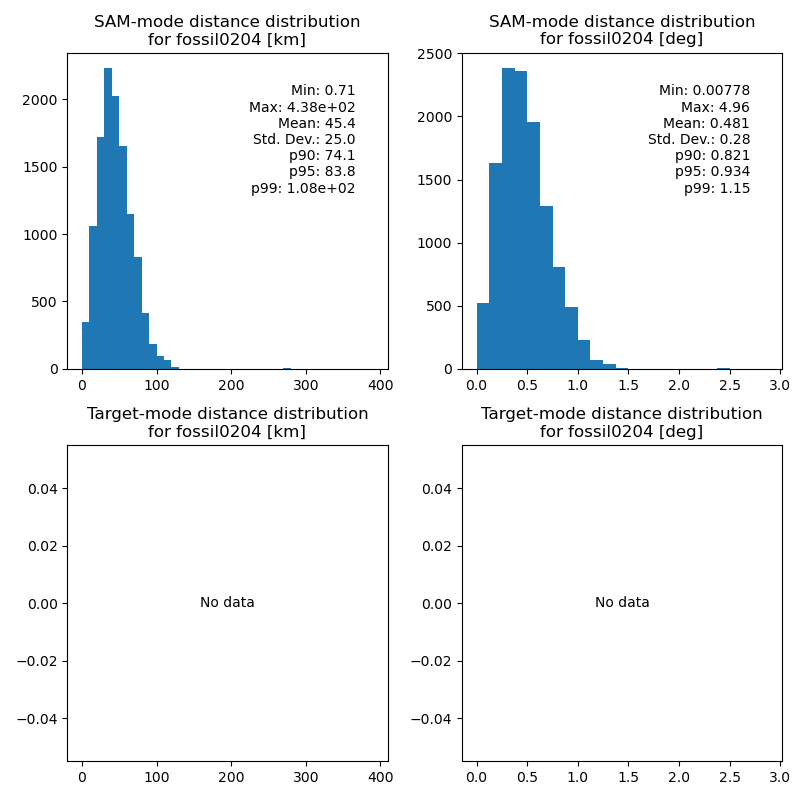 SAM-mode distance distribution
for fossil0204 [km]
Min: 0.71
Max: 4.38e+02
Mean: 45.4
Std. Dev.: 25.0
p90: 74.1
p95: 83.8
p99: 1.08e+02
2000
1500
1000
500
0
0 100 200 300 400
SAM-mode distance distribution
for fossil0204 [deg]
Min: 0.00778
Max: 4.96
Mean: 0.481
Std. Dev.: 0.28
p90: 0.821
p95: 0.934
p99: 1.15
2500
2000
1500
1000
500
0
0.0 0.5 1.0 1.5 2.0 2.5 3.0
Target-mode distance distribution
for fossil0204 [km]
0.04
0.02
0.00
−0.02
−0.04
No data
0 100 200 300 400
Target-mode distance distribution
for fossil0204 [deg]
0.04
0.02
0.00
−0.02
−0.04
No data
0.0 0.5 1.0 1.5 2.0 2.5 3.0